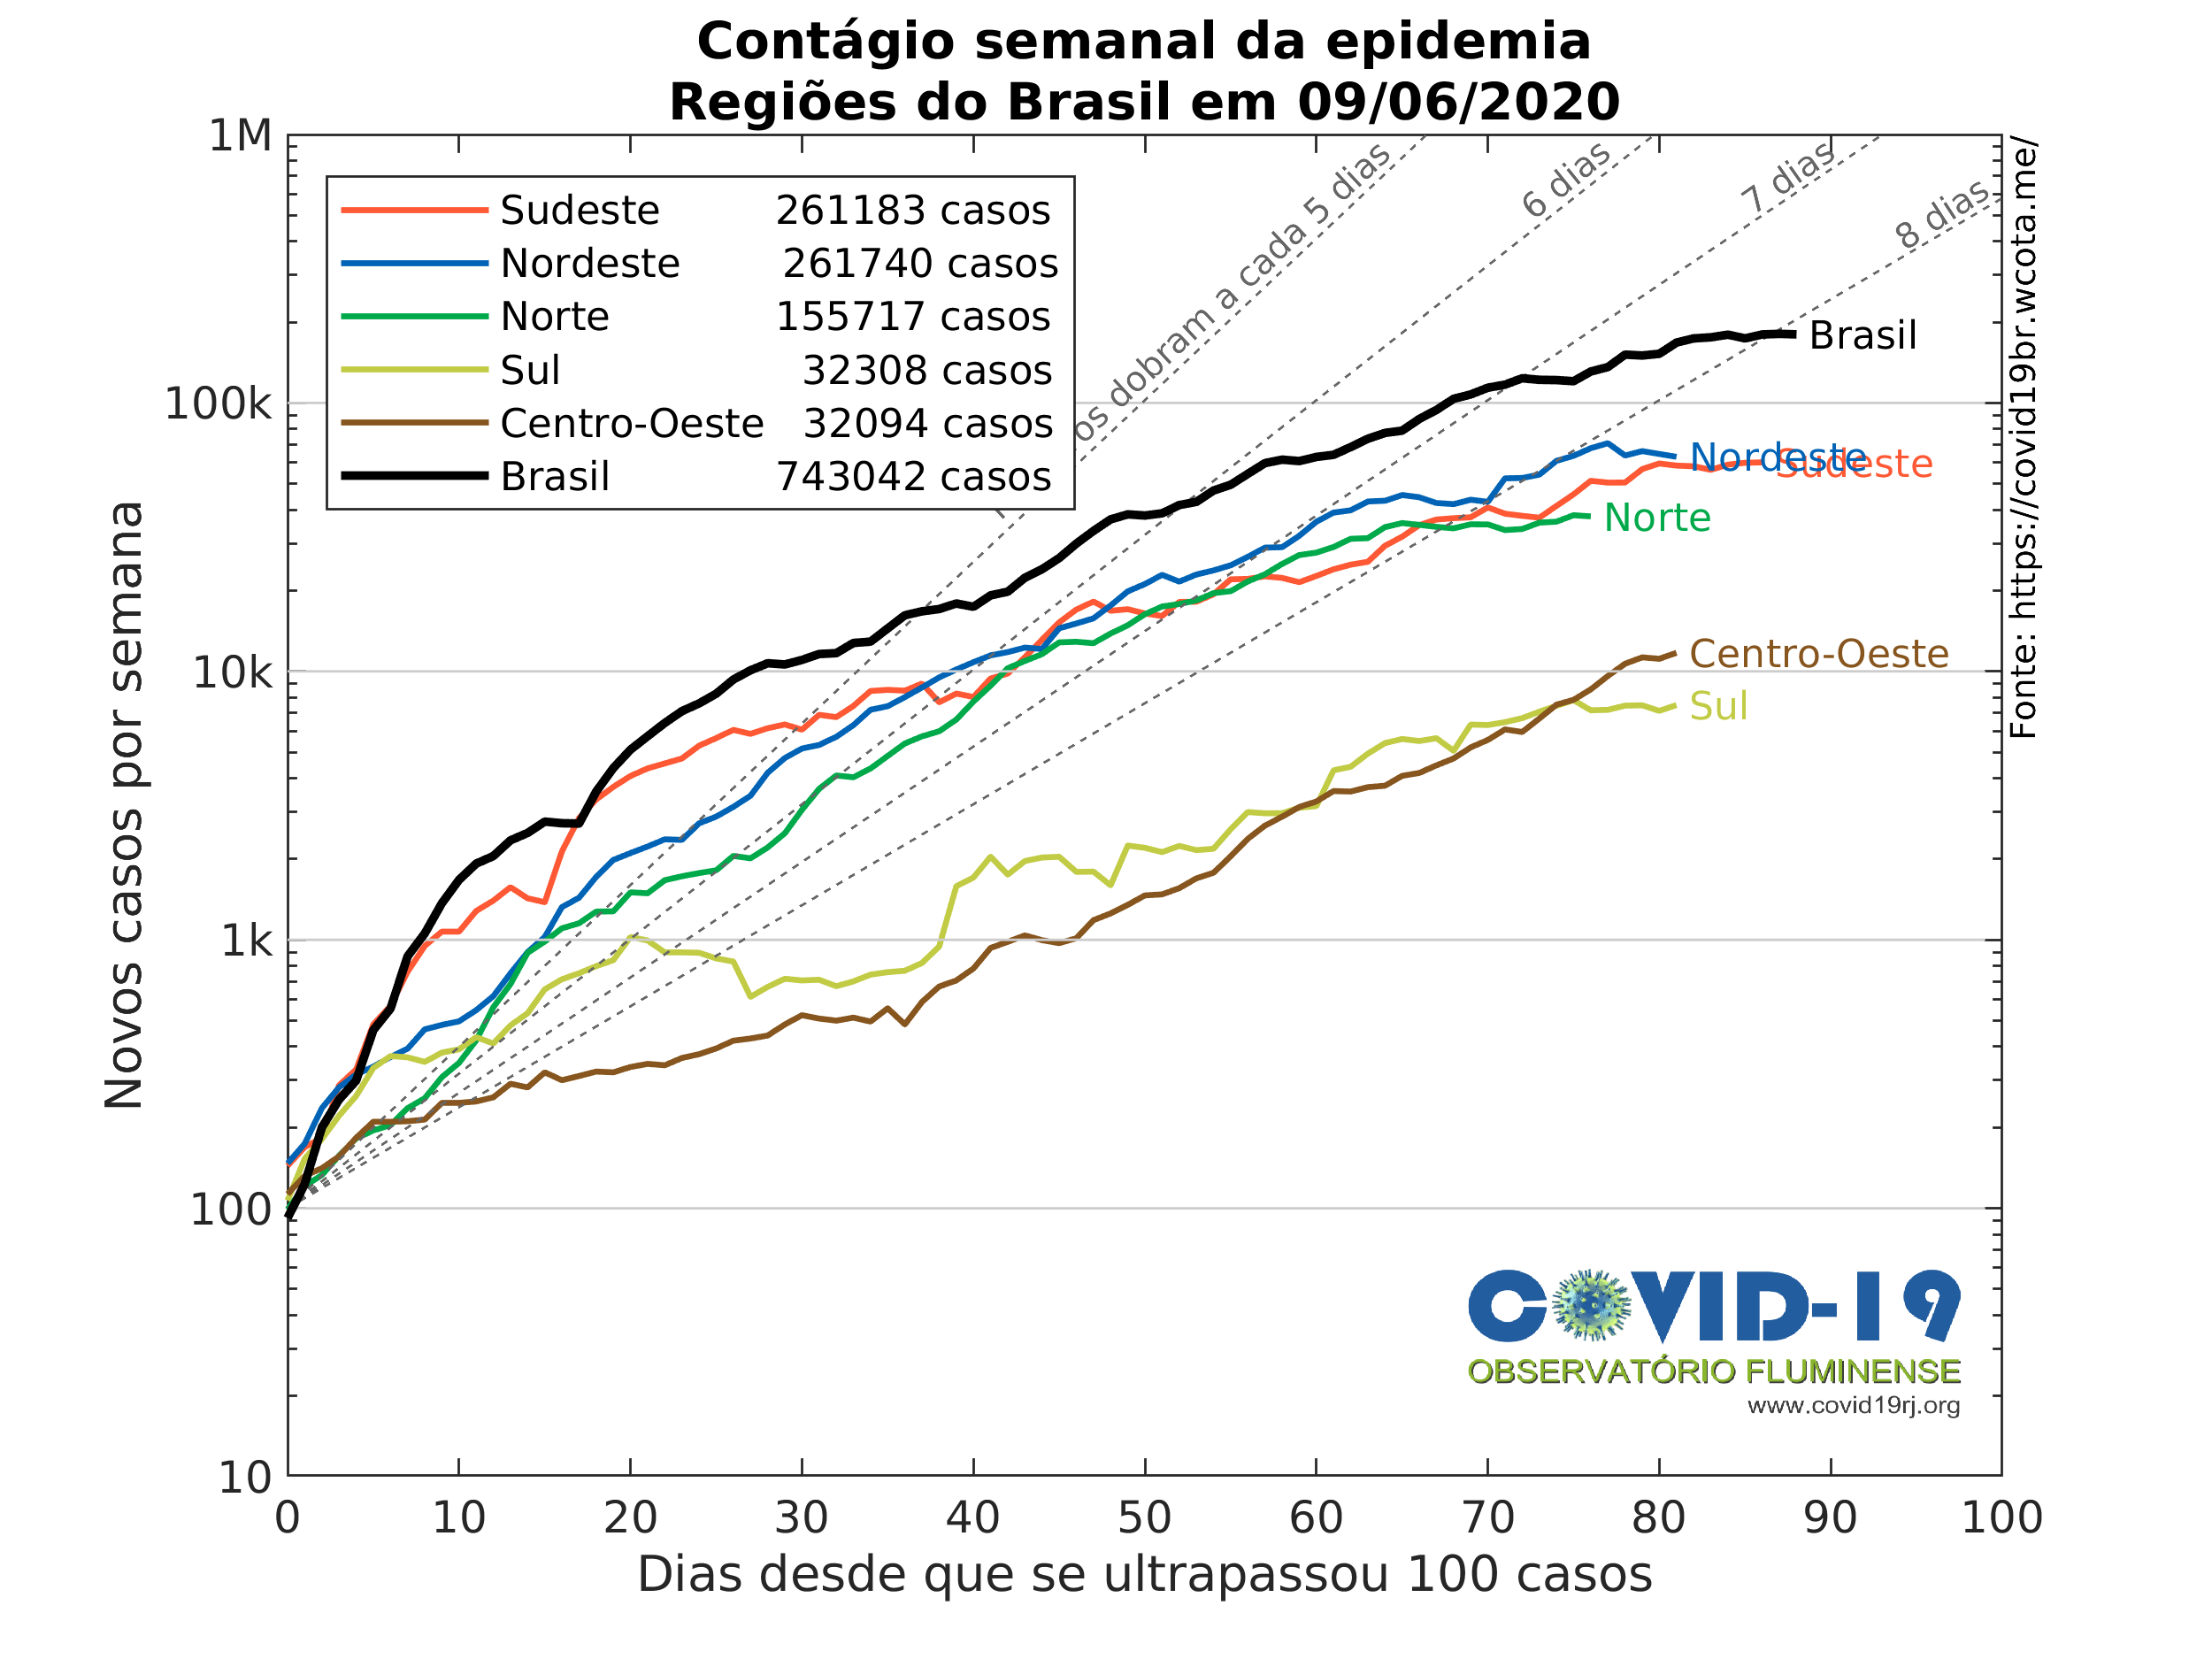 Contágio semanal da epidemia
Regiões do Brasil em 09/06/2020
Novos casos por semana
1M
100k
10k
1k
100
10
Sudeste 261183 casos
Nordeste 261740 casos
Norte 155717 casos
Sul 32308 casos
Centro-Oeste 32094 casos
Brasil 743042 casos
os dobram a cada 5 dias
6 dias
7 dias
8 dias
Brasil
Nordeste
Sudeste
Norte
Centro-Oeste
Sul
Fonte: https://covid19br.wcota.me/
COVID-19
OBSERVATÓRIO FLUMINENSE
www.covid19rj.org
0 10 20 30 40 50 60 70 80 90 100
Dias desde que se ultrapassou 100 casos